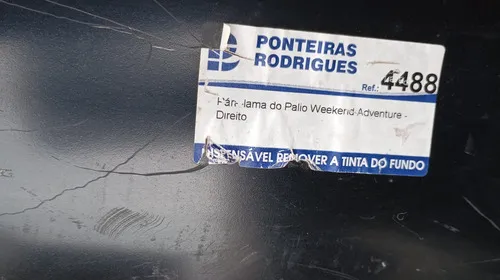 PONTEIRAS
RODRIGUES
Ref.: 4488
Pára-lama do Palio Weekend Adventure -
Direito
DISPENSÁVEL REMOVER A TINTA DO FUNDO